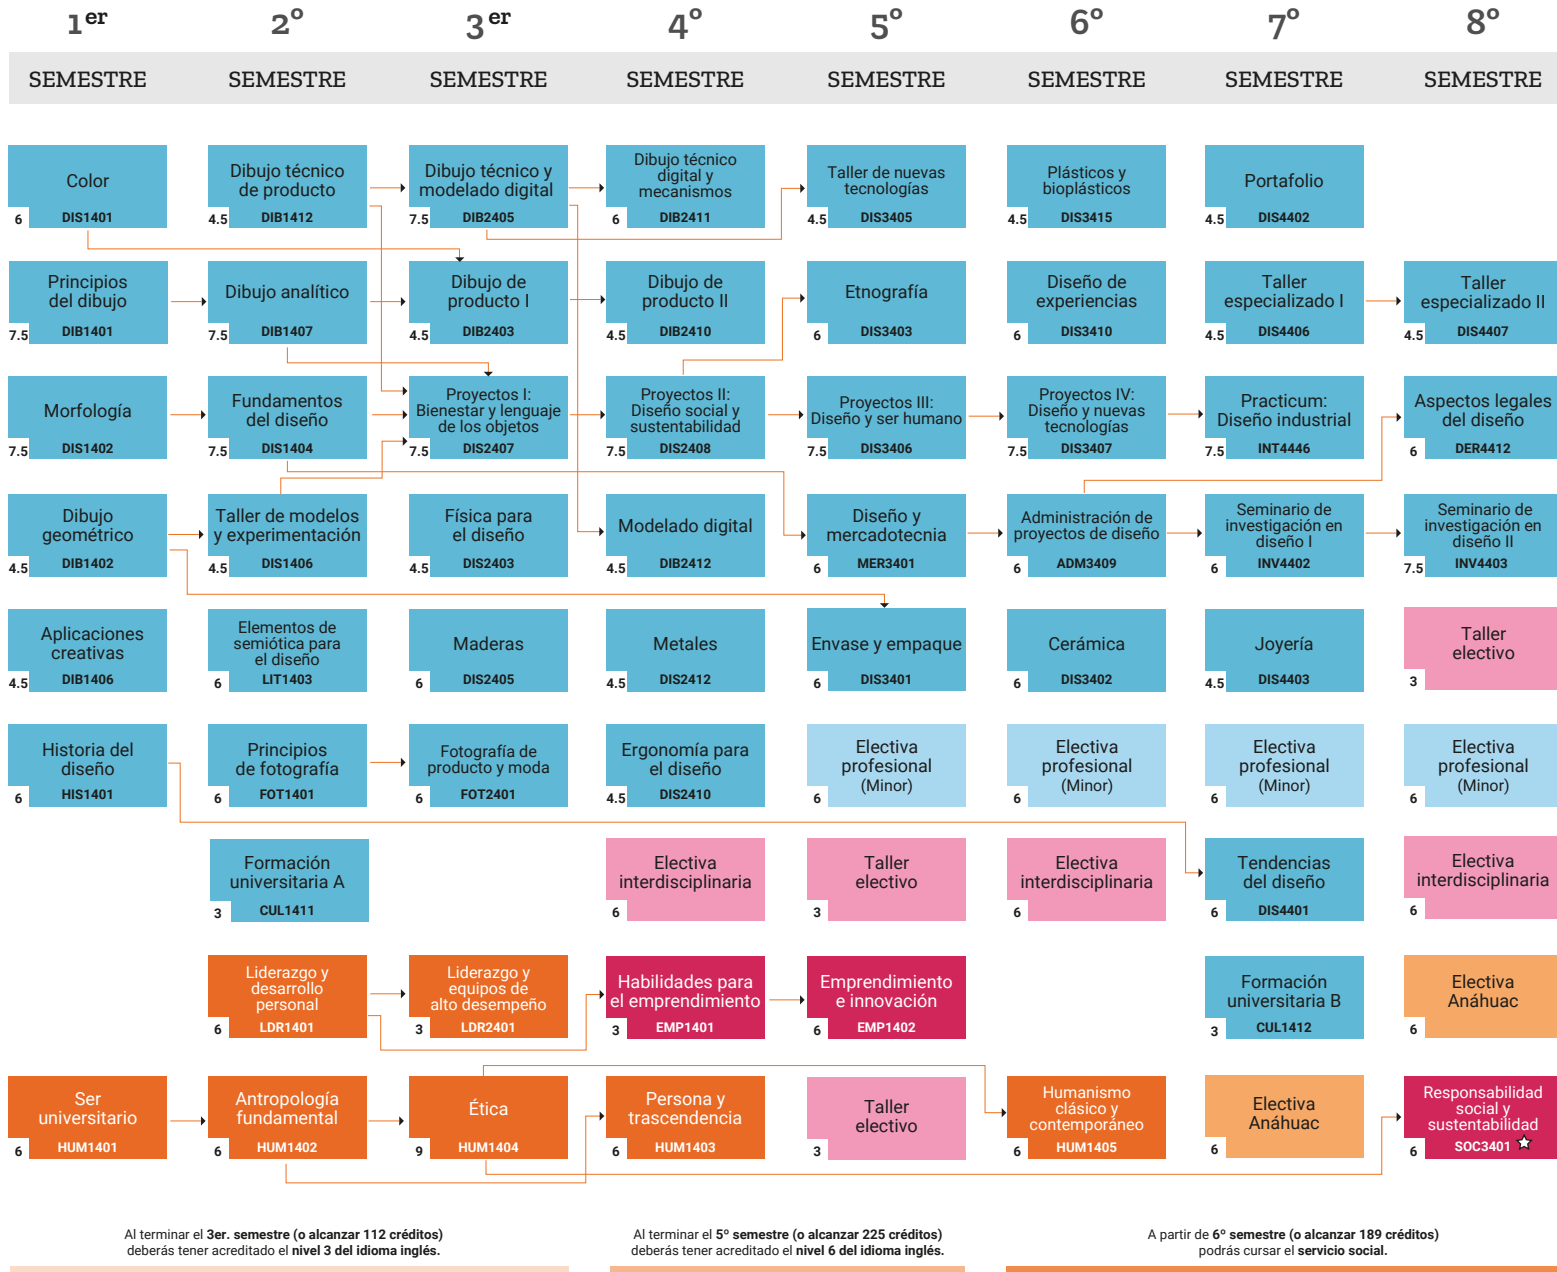 1er 2º 3er 4º 5º 6º 7º 8º
SEMESTRE SEMESTRE SEMESTRE SEMESTRE SEMESTRE SEMESTRE SEMESTRE SEMESTRE
Color
6 DIS1401
Dibujo técnico
de producto
4.5 DIB1412
Dibujo técnico y
modelado digital
7.5 DIB2405
Dibujo técnico
digital y
mecanismos
6 DIB2411
Taller de nuevas
tecnologías
4.5 DIS3405
Plásticos y
bioplásticos
4.5 DIS3415
Portafolio
4.5 DIS4402
Principios
del dibujo
7.5 DIB1401
Dibujo analítico
7.5 DIB1407
Dibujo de
producto I
4.5 DIB2403
Dibujo de
producto II
4.5 DIB2410
Etnografía
6 DIS3403
Diseño de
experiencias
6 DIS3410
Taller
especializado I
4.5 DIS4406
Taller
especializado II
4.5 DIS4407
Morfología
7.5 DIS1402
Fundamentos
del diseño
7.5 DIS1404
Proyectos I:
Bienestar y lenguaje
de los objetos
7.5 DIS2407
Proyectos II:
Diseño social y
sustentabilidad
7.5 DIS2408
Proyectos III:
Diseño y ser humano
7.5 DIS3406
Proyectos IV:
Diseño y nuevas
tecnologías
7.5 DIS3407
Practicum:
Diseño industrial
7.5 INT4446
Aspectos legales
del diseño
6 DER4412
Dibujo
geométrico
4.5 DIB1402
Taller de modelos
y experimentación
4.5 DIS1406
Física para
el diseño
4.5 DIS2403
Modelado digital
4.5 DIB2412
Diseño y
mercadotecnia
6 MER3401
Administración de
proyectos de diseño
6 ADM3409
Seminario de
investigación en
diseño I
6 INV4402
Seminario de
investigación en
diseño II
7.5 INV4403
Aplicaciones
creativas
4.5 DIB1406
Elementos de
semiótica para
el diseño
6 LIT1403
Maderas
6 DIS2405
Metales
4.5 DIS2412
Envase y empaque
6 DIS3401
Cerámica
6 DIS3402
Joyería
4.5 DIS4403
Taller
electivo
3
Historia del
diseño
6 HIS1401
Principios
de fotografía
6 FOT1401
Fotografía de
producto y moda
6 FOT2401
Ergonomía para
el diseño
4.5 DIS2410
Electiva
profesional
(Minor)
6
Electiva
profesional
(Minor)
6
Electiva
profesional
(Minor)
6
Electiva
profesional
(Minor)
6
Formación
universitaria A
3 CUL1411
Electiva
interdisciplinaria
6
Taller
electivo
3
Electiva
interdisciplinaria
6
Tendencias
del diseño
6 DIS4401
Electiva
interdisciplinaria
6
Liderazgo y
desarrollo
personal
6 LDR1401
Liderazgo y
equipos de
alto desempeño
3 LDR2401
Habilidades para
el emprendimiento
3 EMP1401
Emprendimiento
e innovación
6 EMP1402
Formación
universitaria B
3 CUL1412
Electiva
Anáhuac
6
Ser
universitario
6 HUM1401
Antropología
fundamental
6 HUM1402
Ética
9 HUM1404
Persona y
trascendencia
6 HUM1403
Taller
electivo
3
Humanismo
clásico y
contemporáneo
6 HUM1405
Electiva
Anáhuac
6
Responsabilidad
social y
sustentabilidad
6 SOC3401
Al terminar el 3er. semestre (o alcanzar 112 créditos)
deberás tener acreditado el nivel 3 del idioma inglés.
Al terminar el 5º semestre (o alcanzar 225 créditos)
deberás tener acreditado el nivel 6 del idioma inglés.
A partir de 6º semestre (o alcanzar 189 créditos)
podrás cursar el servicio social.